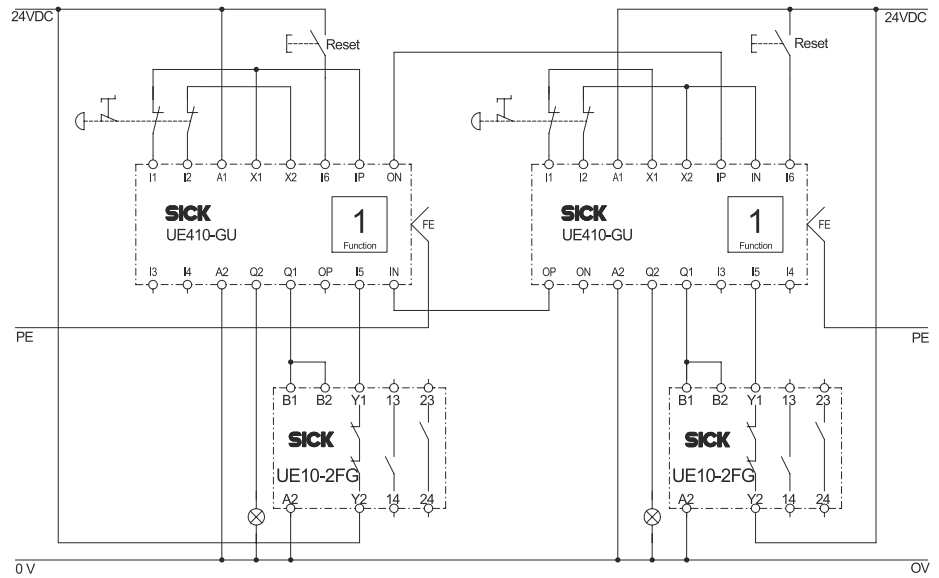 24VDC 24VDC
Reset Reset
I1 I2 A1 X1 X2 I6 IP ON I1 I2 A1 X1 X2 IP IN I6
SICK 1 FE SICK 1 FE
UE410-GU Function UE410-GU Function
I3 I4 A2 Q2 Q1 OP I5 IN OP ON A2 Q2 Q1 I3 I5 I4
PE PE
B1 B2 Y1 13 23 B1 B2 Y1 13 23
SICK SICK
UE10-2FG UE10-2FG
A2 Y2 14 24 A2 Y2 14 24
0 V OV